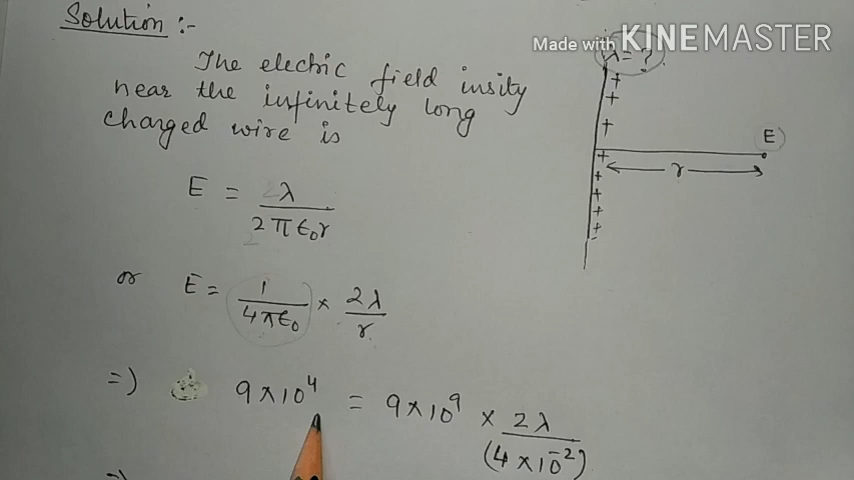 Solution :-
Made with KINEMASTER
λ = ?
The electric field insity
near the infinitely long
charged wire is
E
r
E = λ / 2πε₀r
or E = 1/4πε₀ × 2λ/r
=) 9×10⁴ = 9×10⁹ × 2λ / (4×10⁻²)
=)